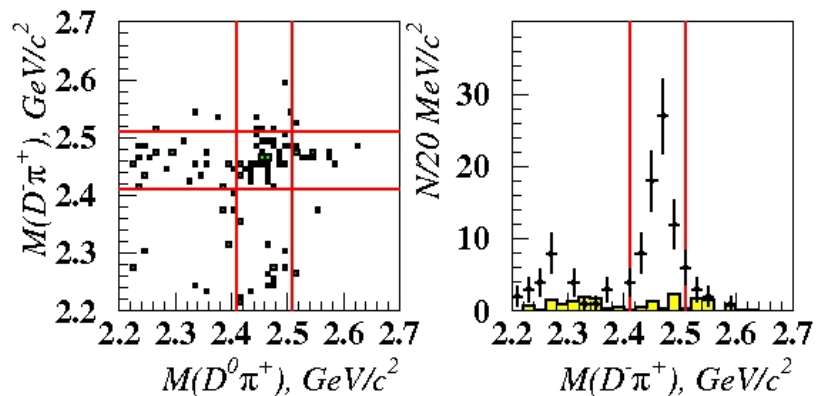 M(D⁻π⁺), GeV/c²
2.7
2.6
2.5
2.4
2.3
2.2
2.2 2.3 2.4 2.5 2.6 2.7
M(D⁰π⁺), GeV/c²
N/20 MeV/c²
30
20
10
0
2.2 2.3 2.4 2.5 2.6 2.7
M(D⁻π⁺), GeV/c²